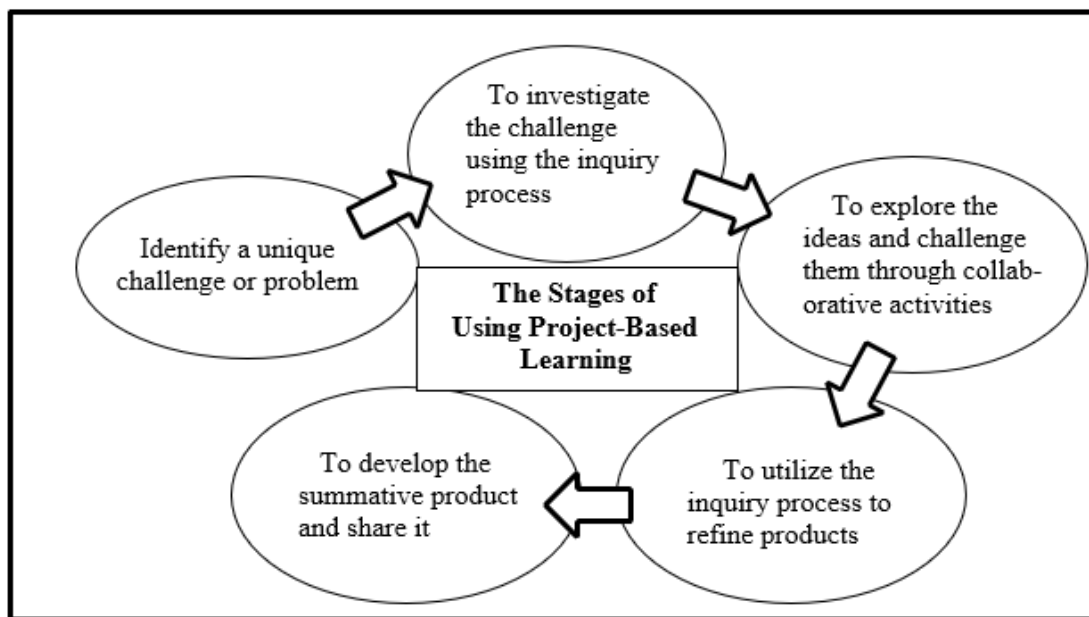 Identify a unique
challenge or problem
To investigate
the challenge
using the inquiry
process
To explore the
ideas and challenge
them through collab-
orative activities
To utilize the
inquiry process to
refine products
To develop the
summative product
and share it
The Stages of
Using Project-Based
Learning